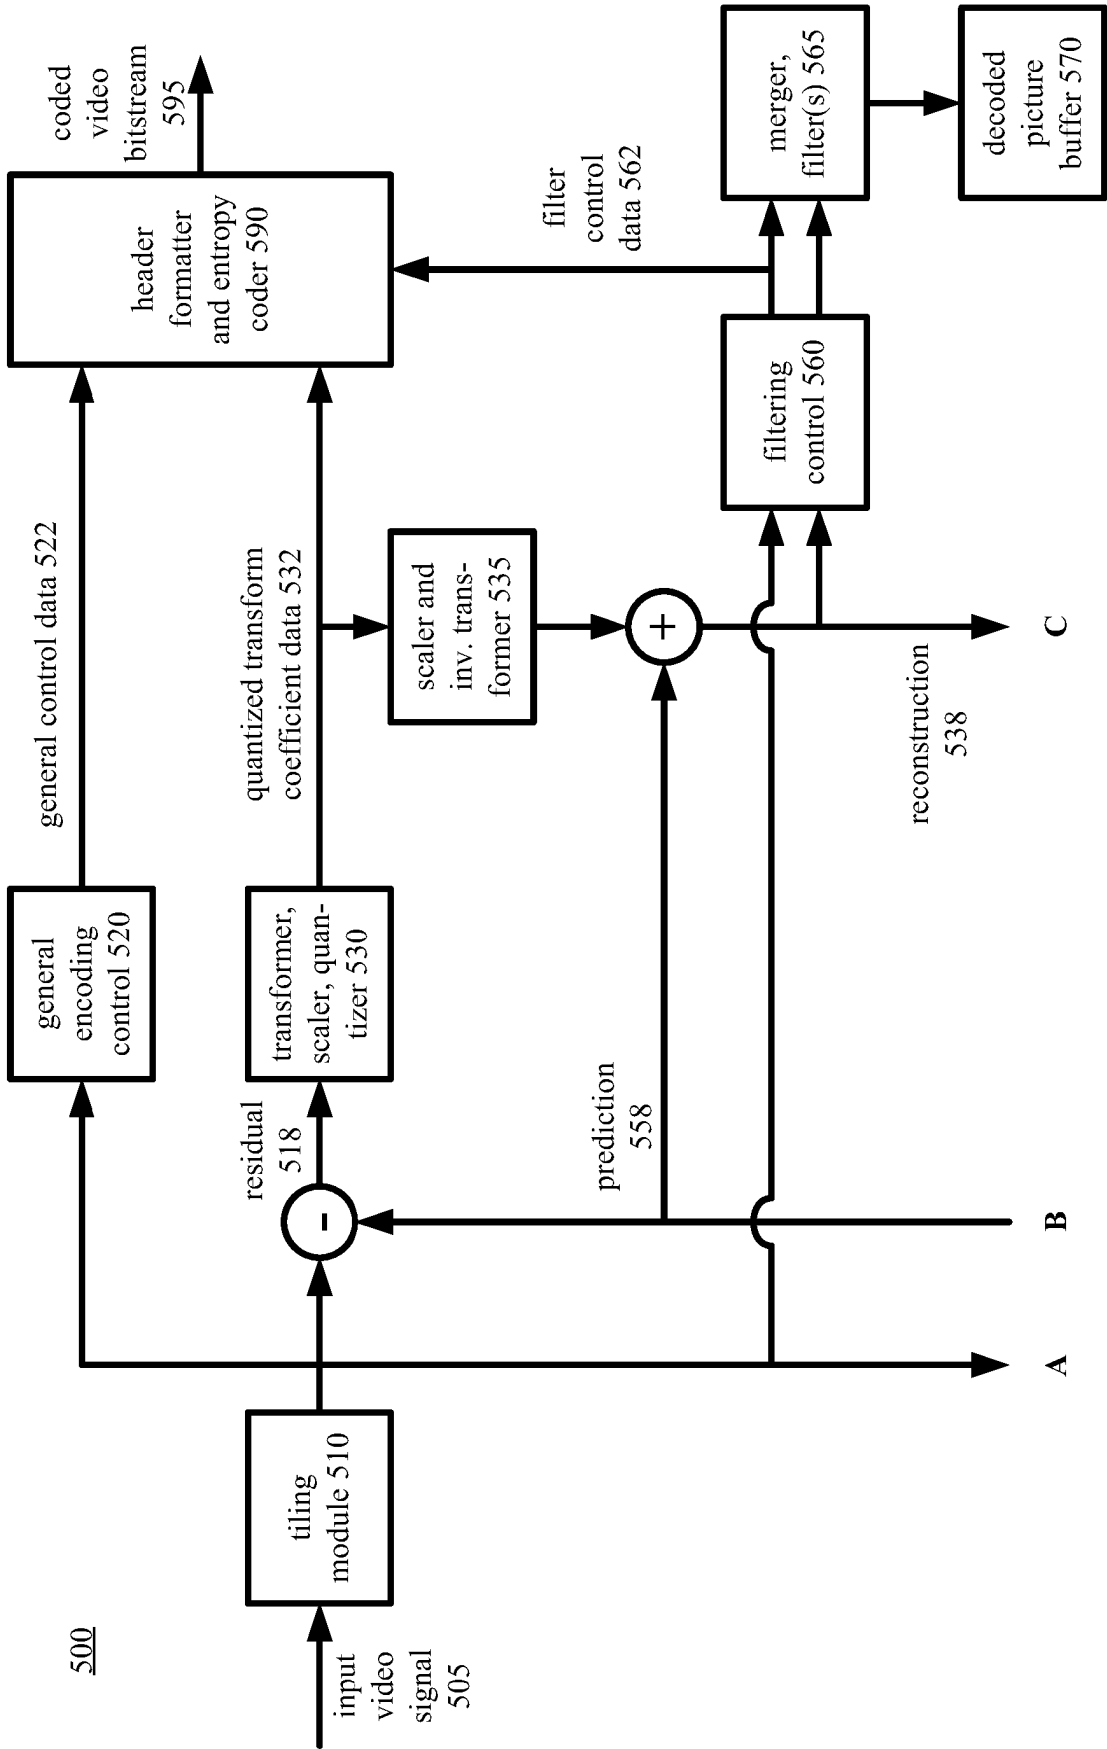 500
input
video
signal
505
tiling
module 510
general
encoding
control 520
general control data 522
residual
518
-
transformer,
scaler, quan-
tizer 530
quantized transform
coefficient data 532
header
formatter
and entropy
coder 590
coded
video
bitstream
595
scaler and
inv. trans-
former 535
+
prediction
558
filter
control
data 562
filtering
control 560
merger,
filter(s) 565
decoded
picture
buffer 570
reconstruction
538
A
B
C